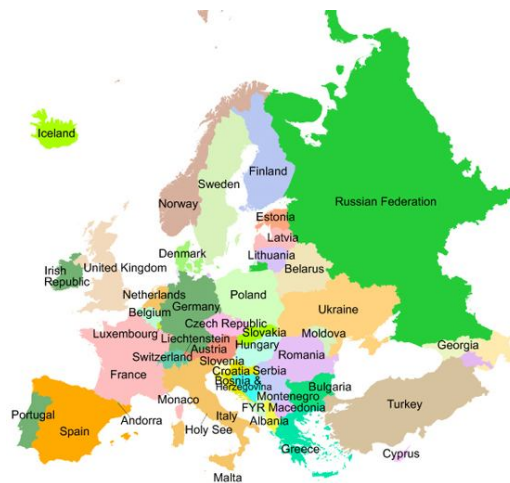 Iceland
Finland
Sweden
Norway
Russian Federation
Estonia
Latvia
Denmark
Lithuania
Irish
Republic
United Kingdom
Belarus
Netherlands
Poland
Germany
Belgium
Ukraine
Czech Republic
Luxembourg
Slovakia
Moldova
Liechtenstein
Hungary
Georgia
Austria
Switzerland
Romania
Slovenia
France
Croatia
Serbia
Bosnia &
Herzegovina
Bulgaria
Montenegro
Monaco
Turkey
FYR Macedonia
Portugal
Andorra
Italy
Albania
Spain
Holy See
Greece
Cyprus
Malta